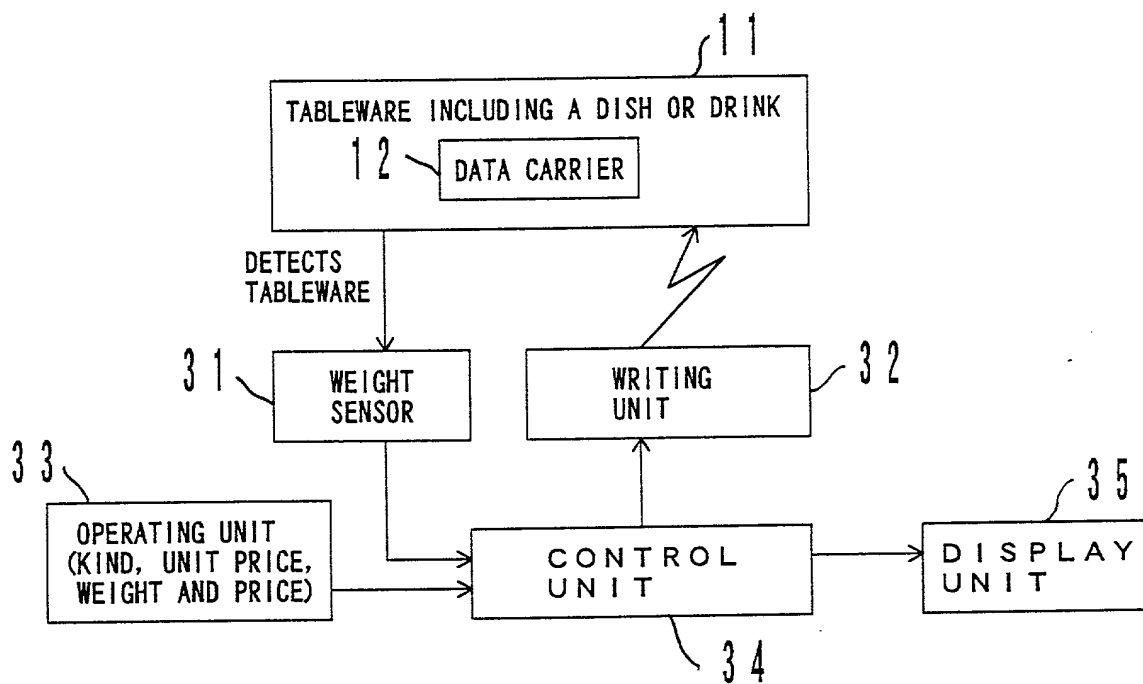 11
TABLEWARE INCLUDING A DISH OR DRINK
12
DATA CARRIER
DETECTS
TABLEWARE
31
WEIGHT
SENSOR
WRITING
UNIT
32
33
OPERATING UNIT
(KIND, UNIT PRICE,
WEIGHT AND PRICE)
CONTROL
UNIT
34
35
DISPLAY
UNIT